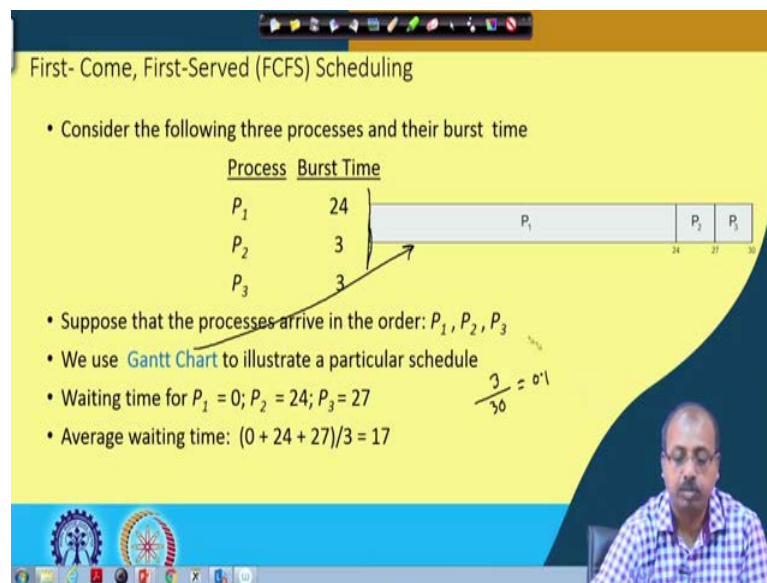 First- Come, First-Served (FCFS) Scheduling
• Consider the following three processes and their burst time
Process Burst Time
P1 24
P2 3
P3 3
P1 P2 P3
24 27 30
• Suppose that the processes arrive in the order: P1 , P2 , P3
• We use Gantt Chart to illustrate a particular schedule
• Waiting time for P1 = 0; P2 = 24; P3 = 27
• Average waiting time: (0 + 24 + 27)/3 = 17
3/30 = 0.1